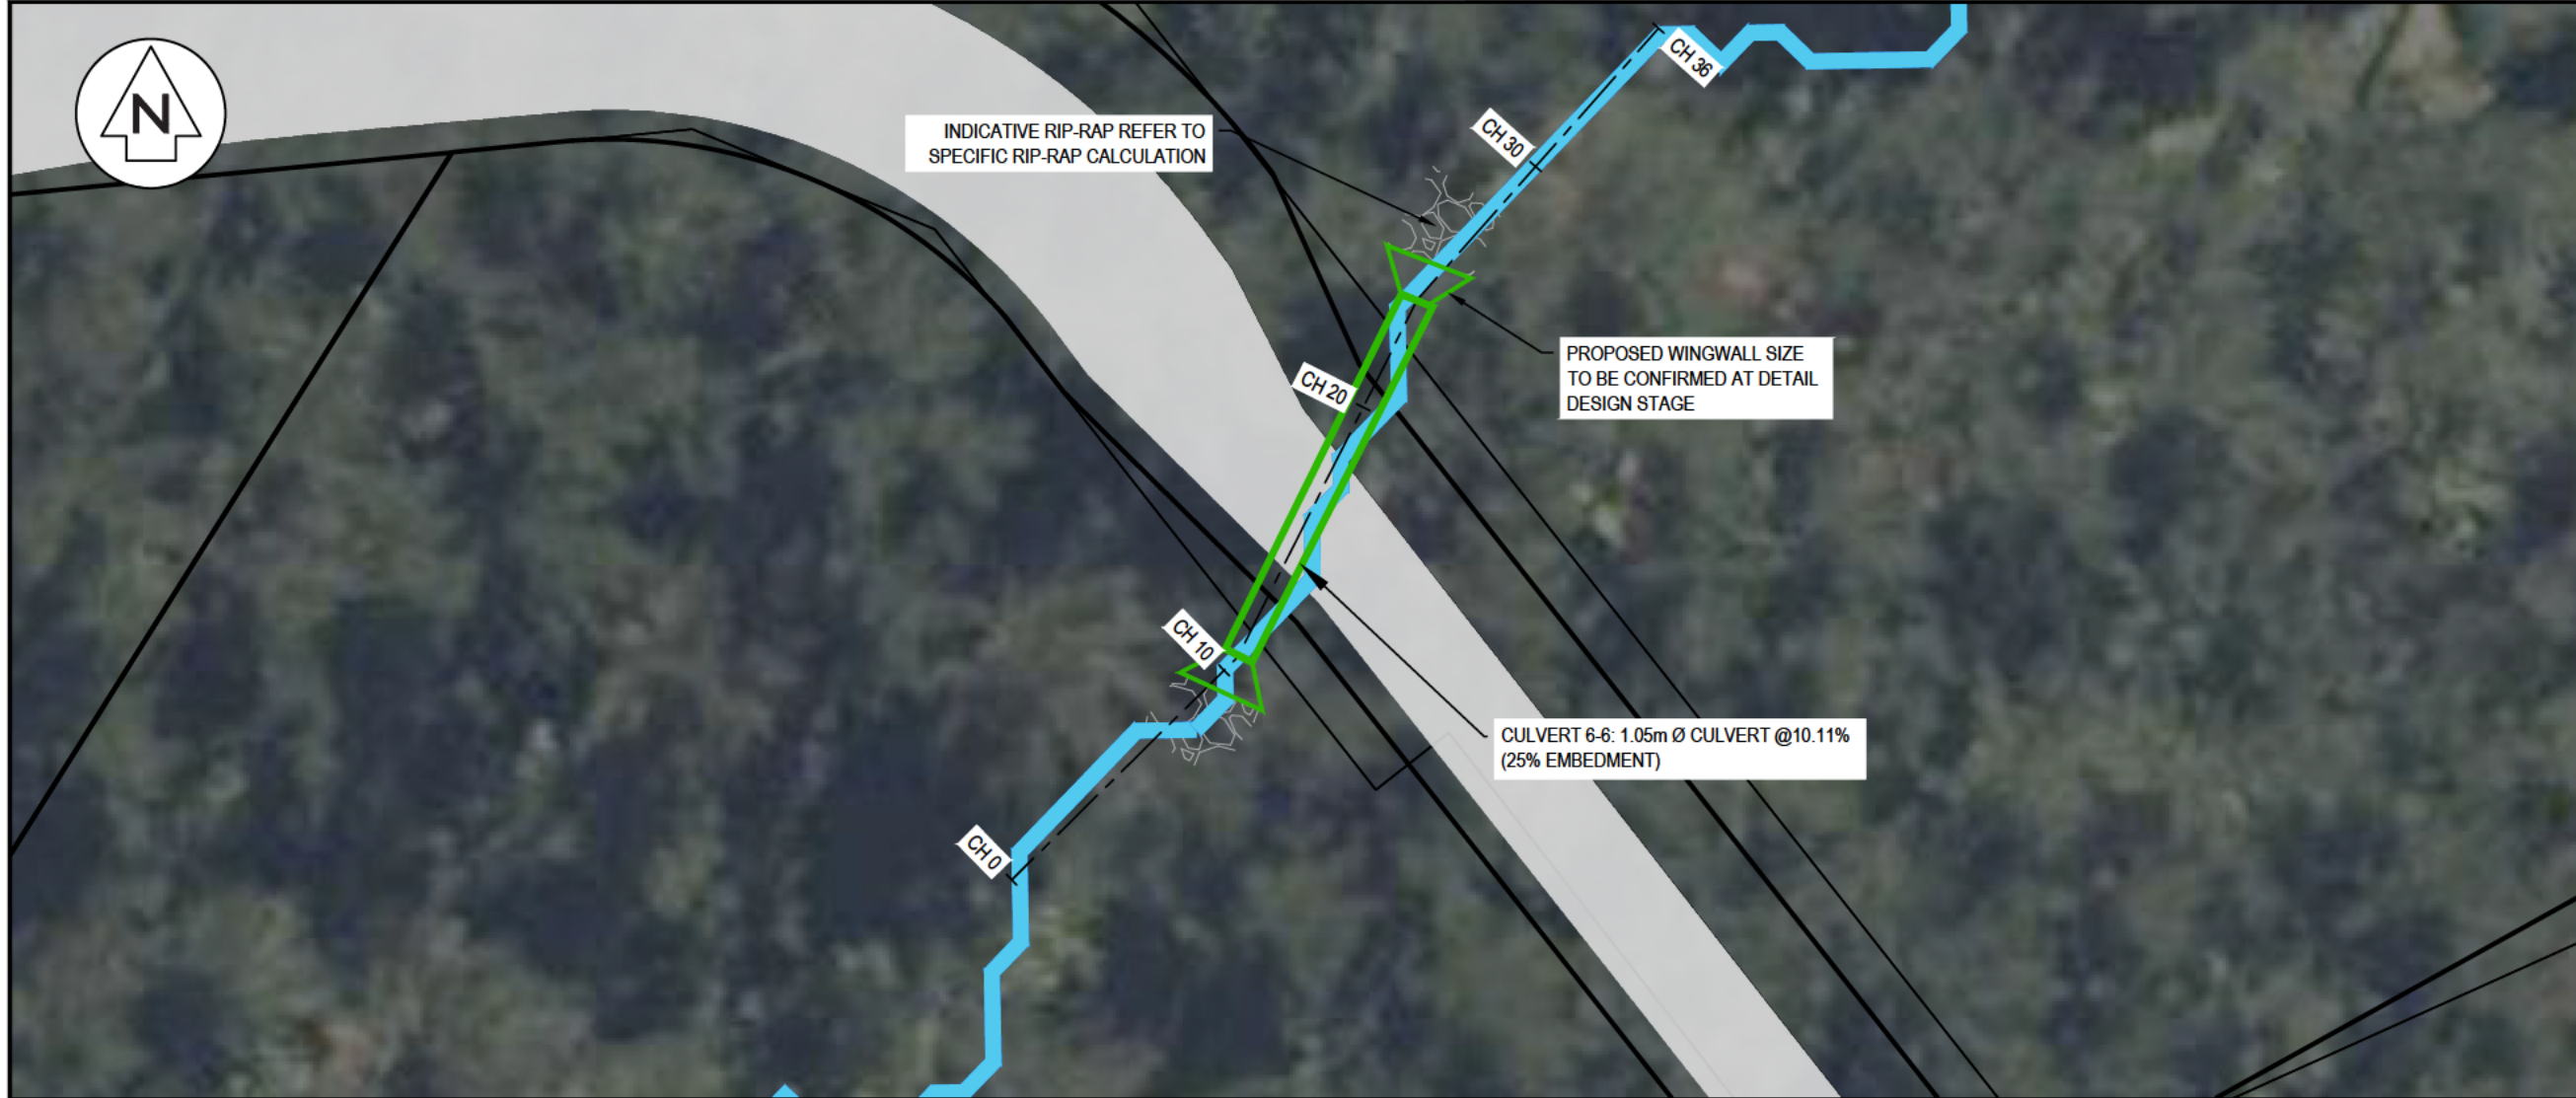 N
CH 36
INDICATIVE RIP-RAP REFER TO
SPECIFIC RIP-RAP CALCULATION
CH 30
PROPOSED WINGWALL SIZE
TO BE CONFIRMED AT DETAIL
DESIGN STAGE
CH 20
CH 10
CULVERT 6-6: 1.05m Ø CULVERT @10.11%
(25% EMBEDMENT)
CH 0